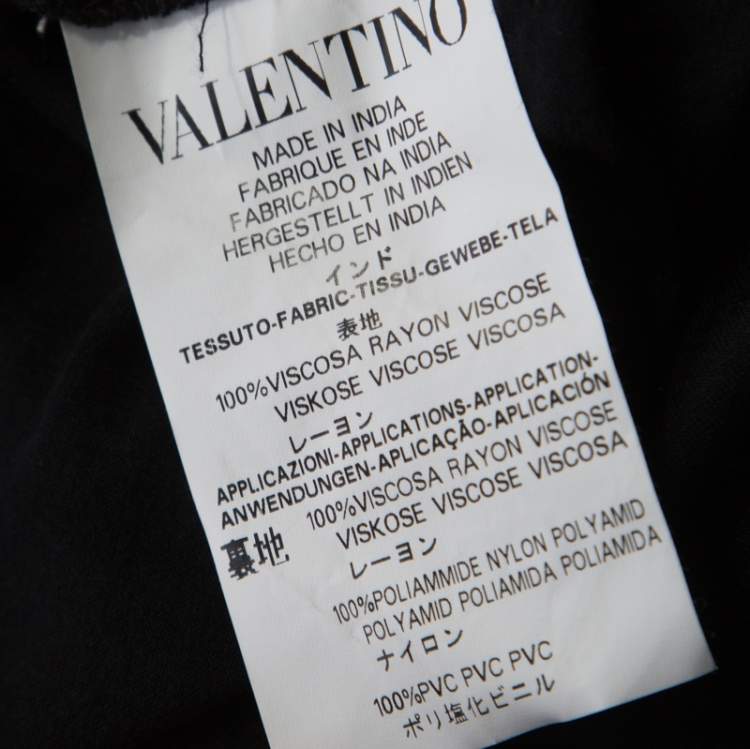 VALENTINO
MADE IN INDIA
FABRIQUE EN INDE
FABRICADO NA INDIA
HERGESTELLT IN INDIEN
HECHO EN INDIA
インド
TESSUTO-FABRIC-TISSU-GEWEBE-TELA
表地
100%VISCOSA RAYON VISCOSE
VISKOSE VISCOSE VISCOSA
レーヨン
APPLICAZIONI-APPLICATIONS-APPLICATION-
ANWENDUNGEN-APLICAÇÃO-APLICACIÓN
裏地
100%VISCOSA RAYON VISCOSE
VISKOSE VISCOSE VISCOSA
レーヨン
100%POLIAMMIDE NYLON POLYAMID
POLYAMID POLIAMIDA POLIAMIDA
ナイロン
100%PVC PVC PVC
ポリ塩化ビニル